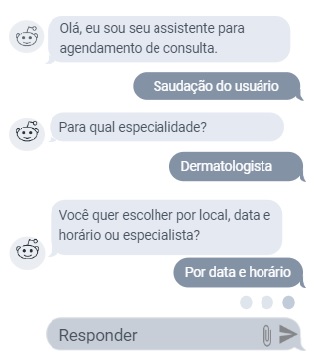 Olá, eu sou seu assistente para
agendamento de consulta.
Saudação do usuário
Para qual especialidade?
Dermatologista
Você quer escolher por local, data e
horário ou especialista?
Por data e horário
Responder